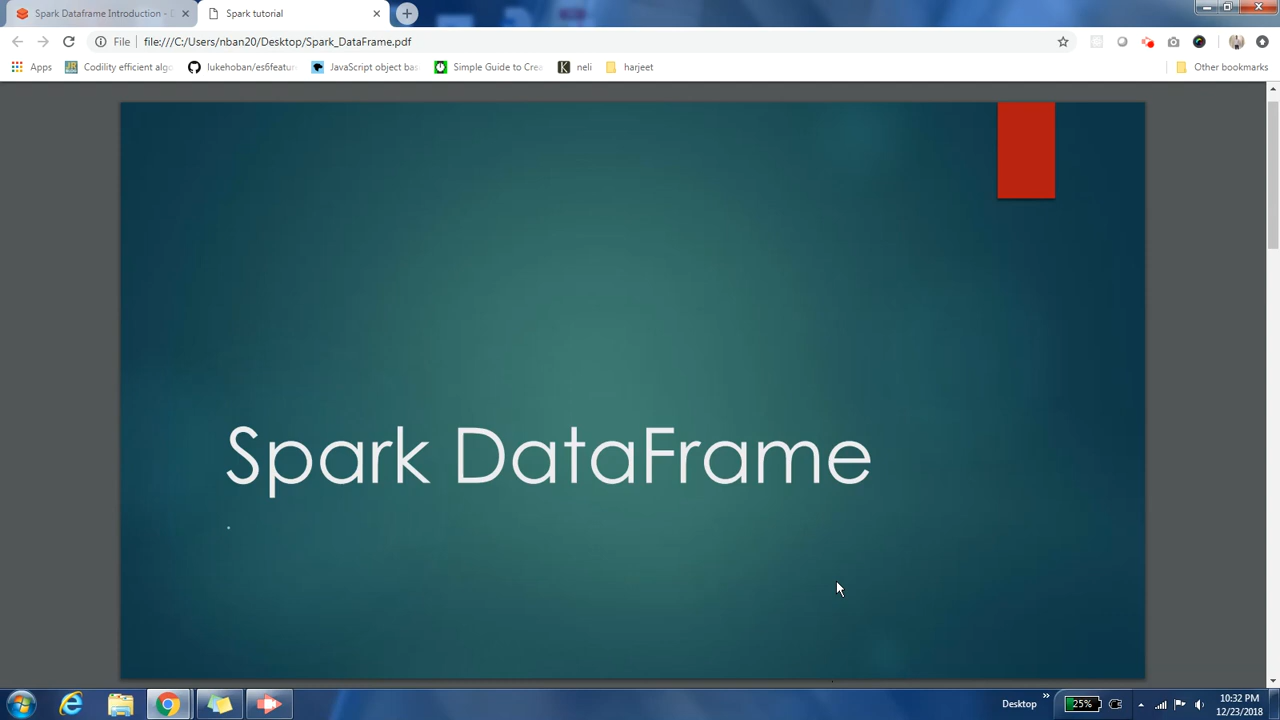 Spark Dataframe Introduction - D
Spark tutorial
File
file:///C:/Users/nban20/Desktop/Spark_DataFrame.pdf
Apps
Codility efficient algo
lukehoban/es6featur
JavaScript object bas
Simple Guide to Crea
neli
harjeet
Other bookmarks
Spark DataFrame
Desktop
25%
10:32 PM
12/23/2018